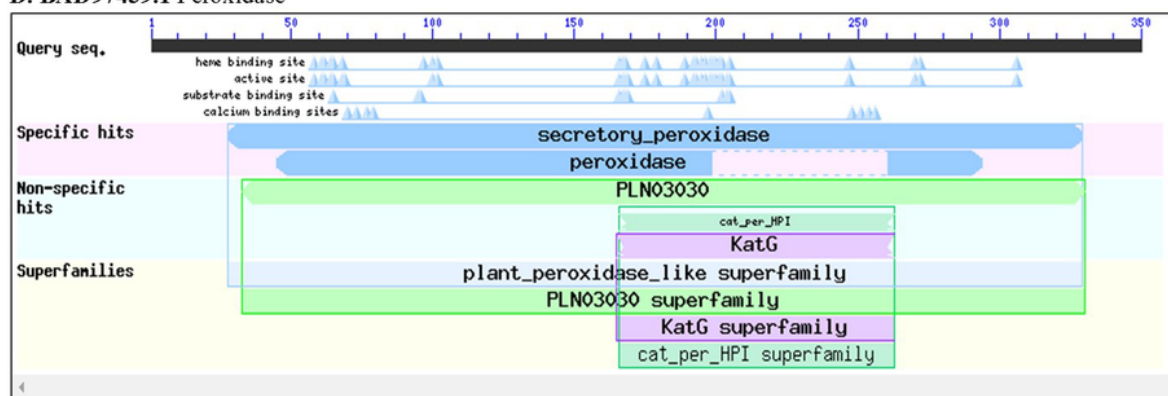 D. BAD97439.1 Peroxidase
1 50 100 150 200 250 300 350
Query seq.
heme binding site
active site
substrate binding site
calcium binding sites
Specific hits
secretory_peroxidase
peroxidase
Non-specific
hits
PLN03030
cat_per_HPI
KatG
Superfamilies
plant_peroxidase_like superfamily
PLN03030 superfamily
KatG superfamily
cat_per_HPI superfamily